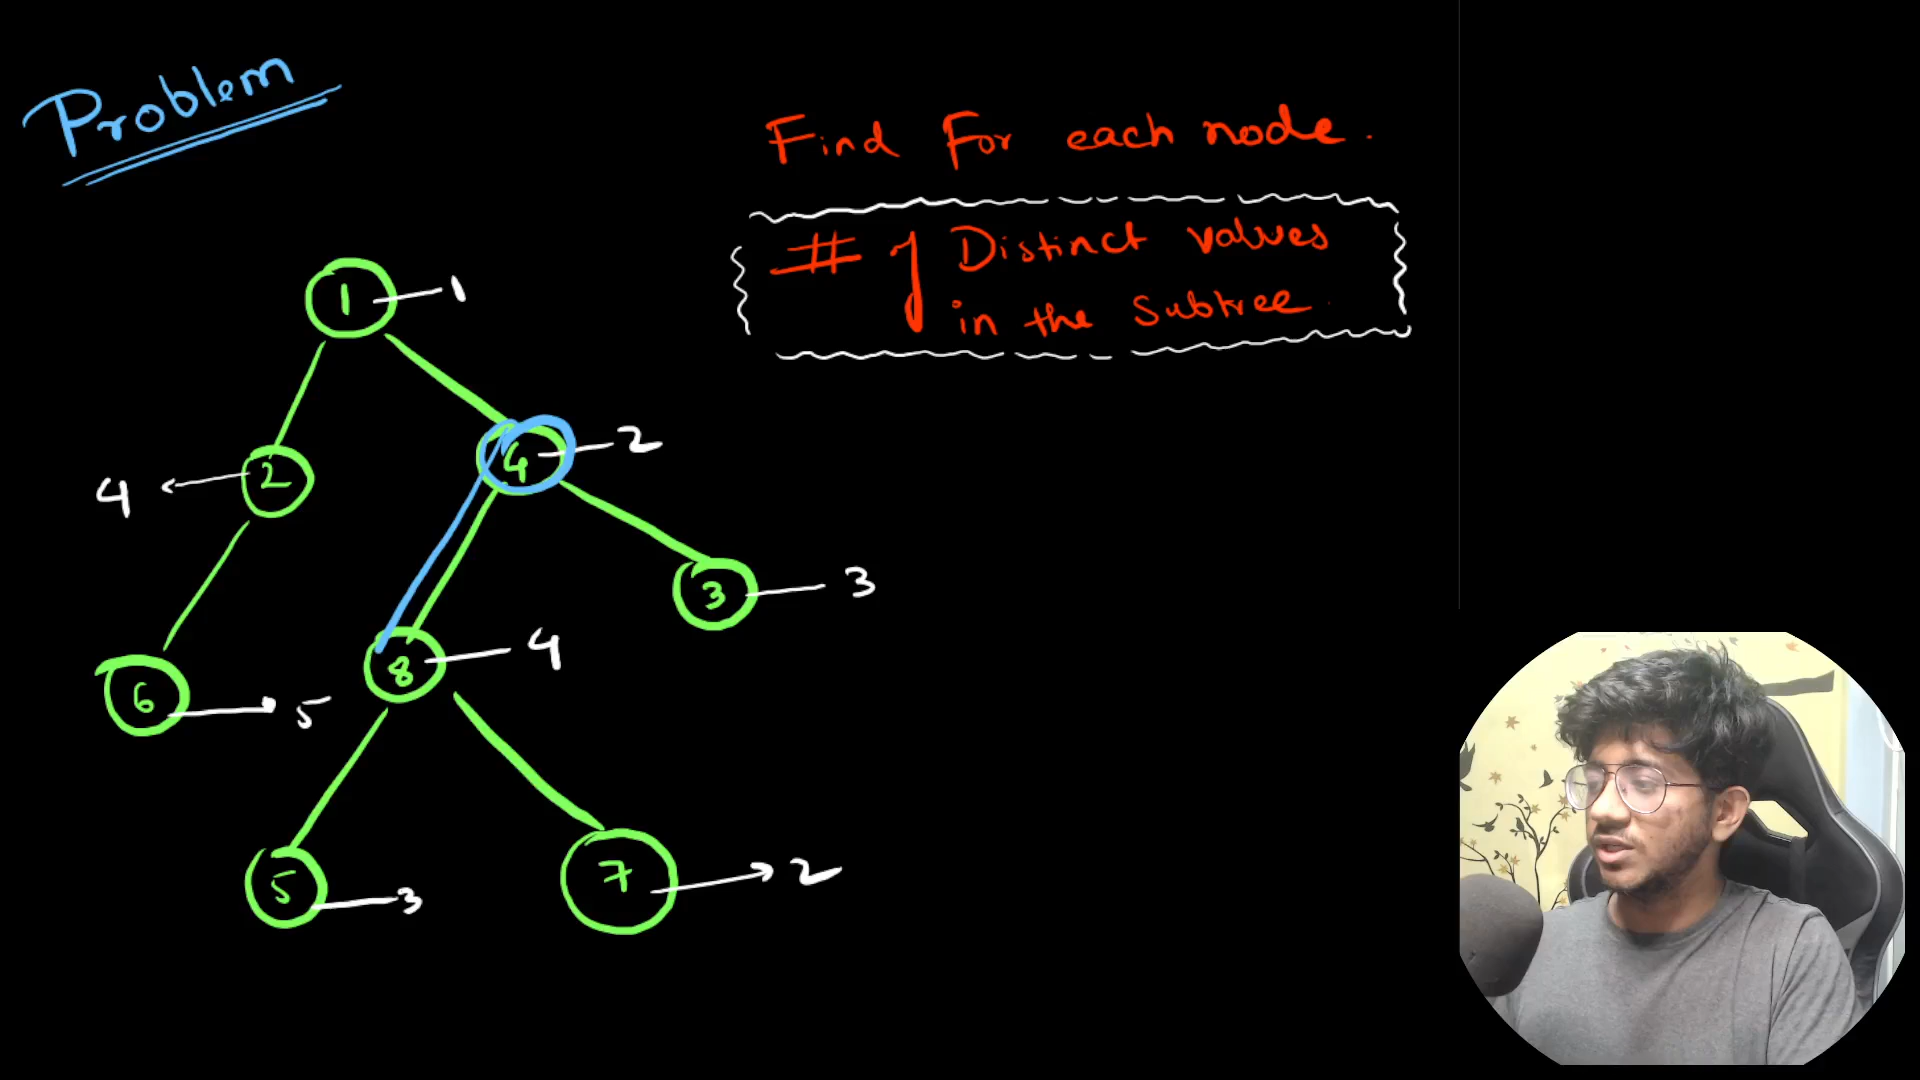 Problem
Find For each node.
# of Distinct values
in the Subtree.
1 1
4 2
4 2
3 3
8 4
6 5
5 3
7 2